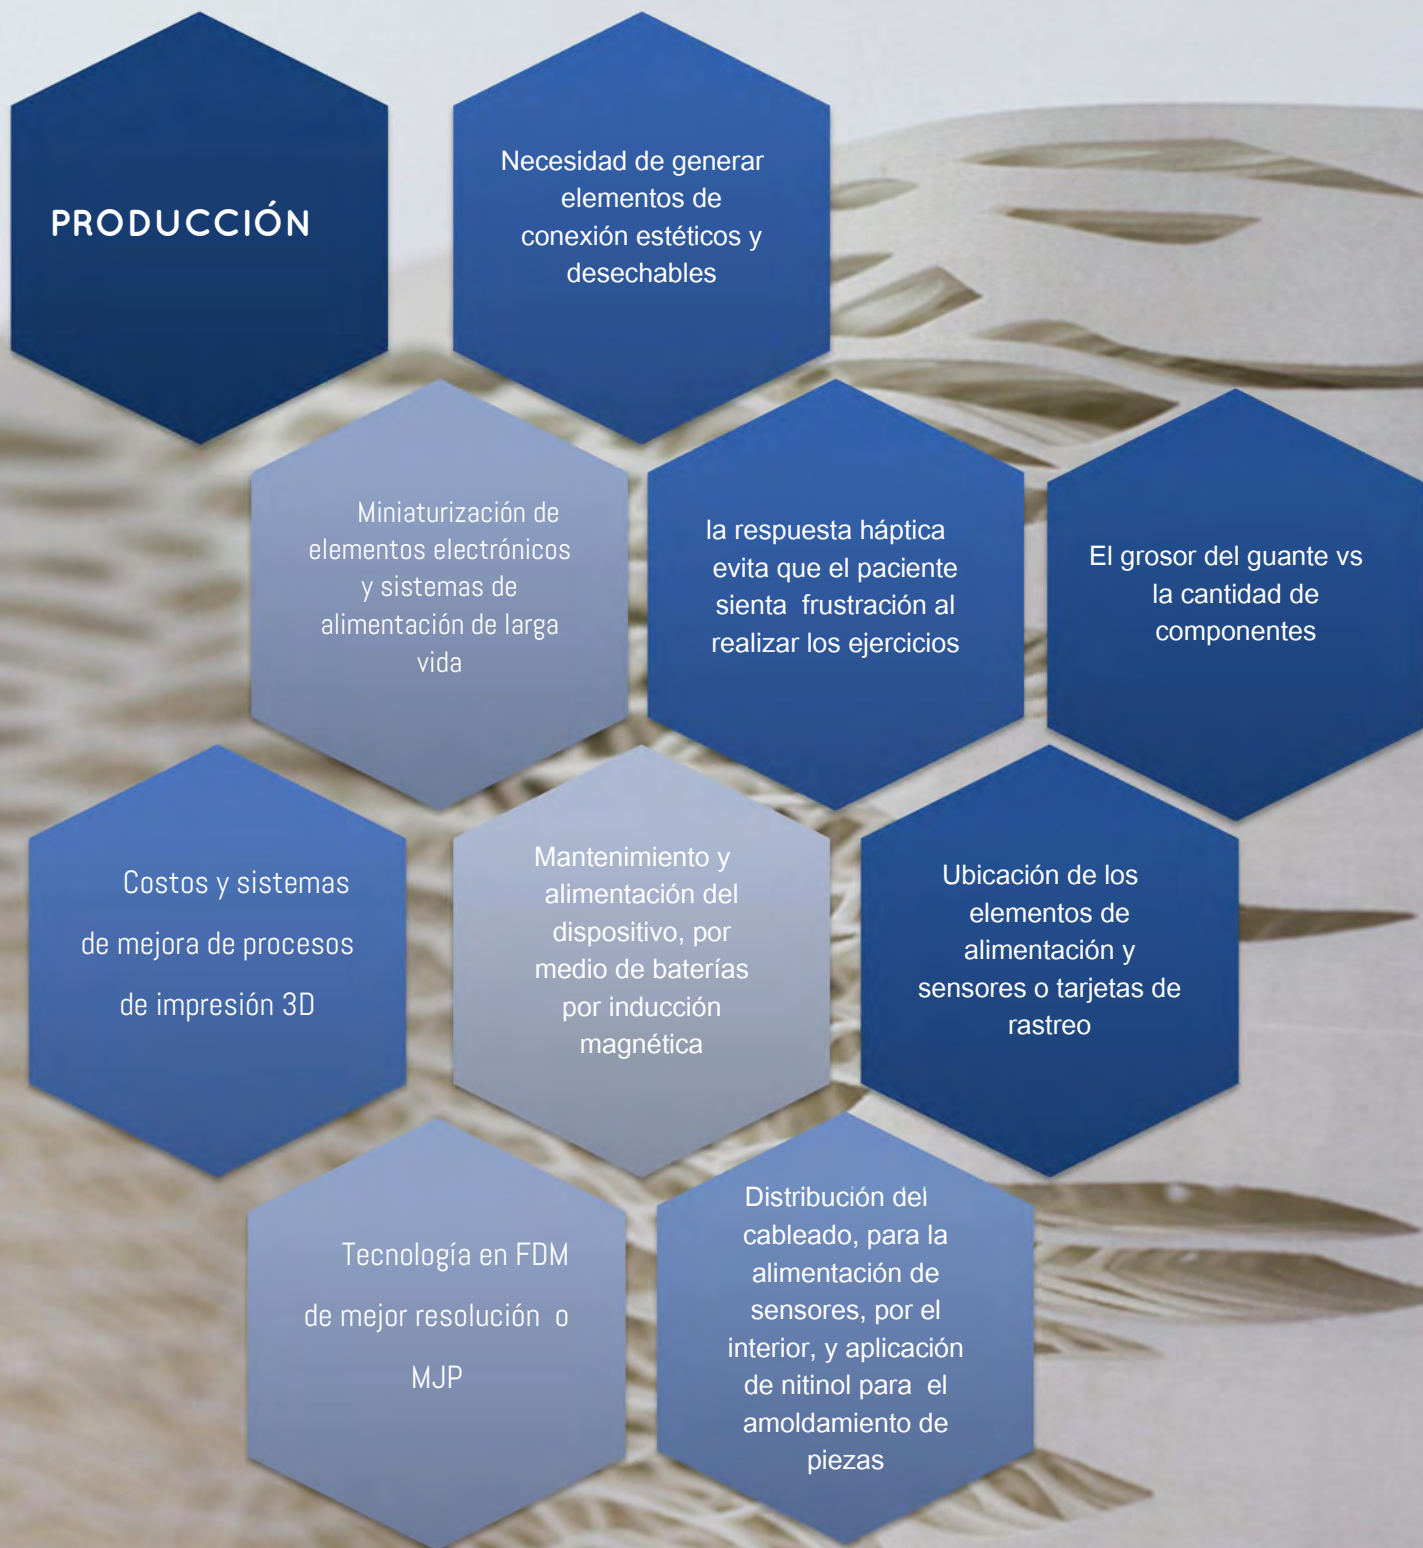 PRODUCCIÓN
Necesidad de generar
elementos de
conexión estéticos y
desechables
Miniaturización de
elementos electrónicos
y sistemas de
alimentación de larga
vida
la respuesta háptica
evita que el paciente
sienta  frustración al
realizar los ejercicios
El grosor del guante vs
la cantidad de
componentes
Costos y sistemas
de mejora de procesos
de impresión 3D
Mantenimiento y
alimentación del
dispositivo, por
medio de baterías
por inducción
magnética
Ubicación de los
elementos de
alimentación y
sensores o tarjetas de
rastreo
Tecnología en FDM
de mejor resolución  o
MJP
Distribución del
cableado, para la
alimentación de
sensores, por el
interior, y aplicación
de nitinol para  el
amoldamiento de
piezas